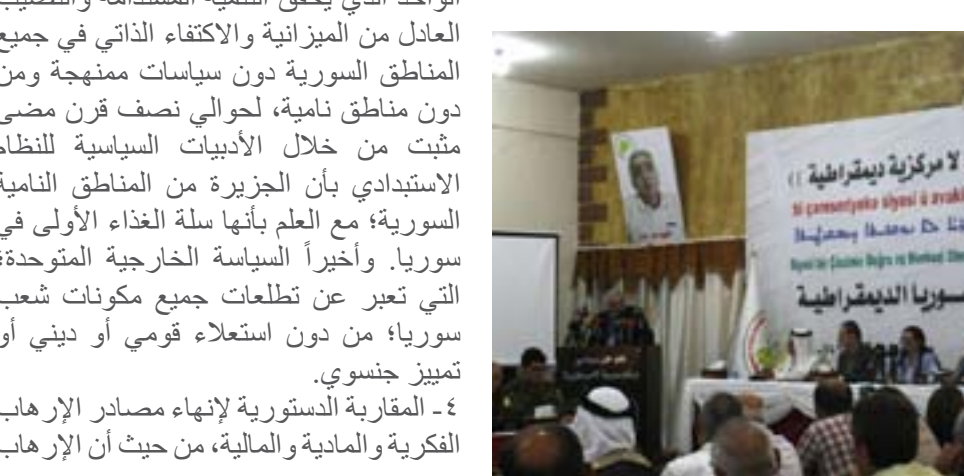 الواحد الذي يحقق التنمية المستدامة والنصيب
العادل من الميزانية والاكتفاء الذاتي في جميع
المناطق السورية دون سياسات ممنهجة ومن
دون مناطق نامية، لحوالي نصف قرن مضى
مثبت من خلال الأدبيات السياسية للنظام
الاستبدادي بأن الجزيرة من المناطق النامية
السورية؛ مع العلم بأنها سلة الغذاء الأولى في
سوريا. وأخيراً السياسة الخارجية المتوحدة؛
التي تعبر عن تطلعات جميع مكونات شعب
سوريا؛ من دون استعلاء قومي أو ديني أو
تمييز جنسوي.
٤- المقاربة الدستورية لإنهاء مصادر الإرهاب
الفكرية والمادية والمالية، من حيث أن الإرهاب
لا مركزية ديمقراطية ))
siyasî û
سوريا الديمقراطية